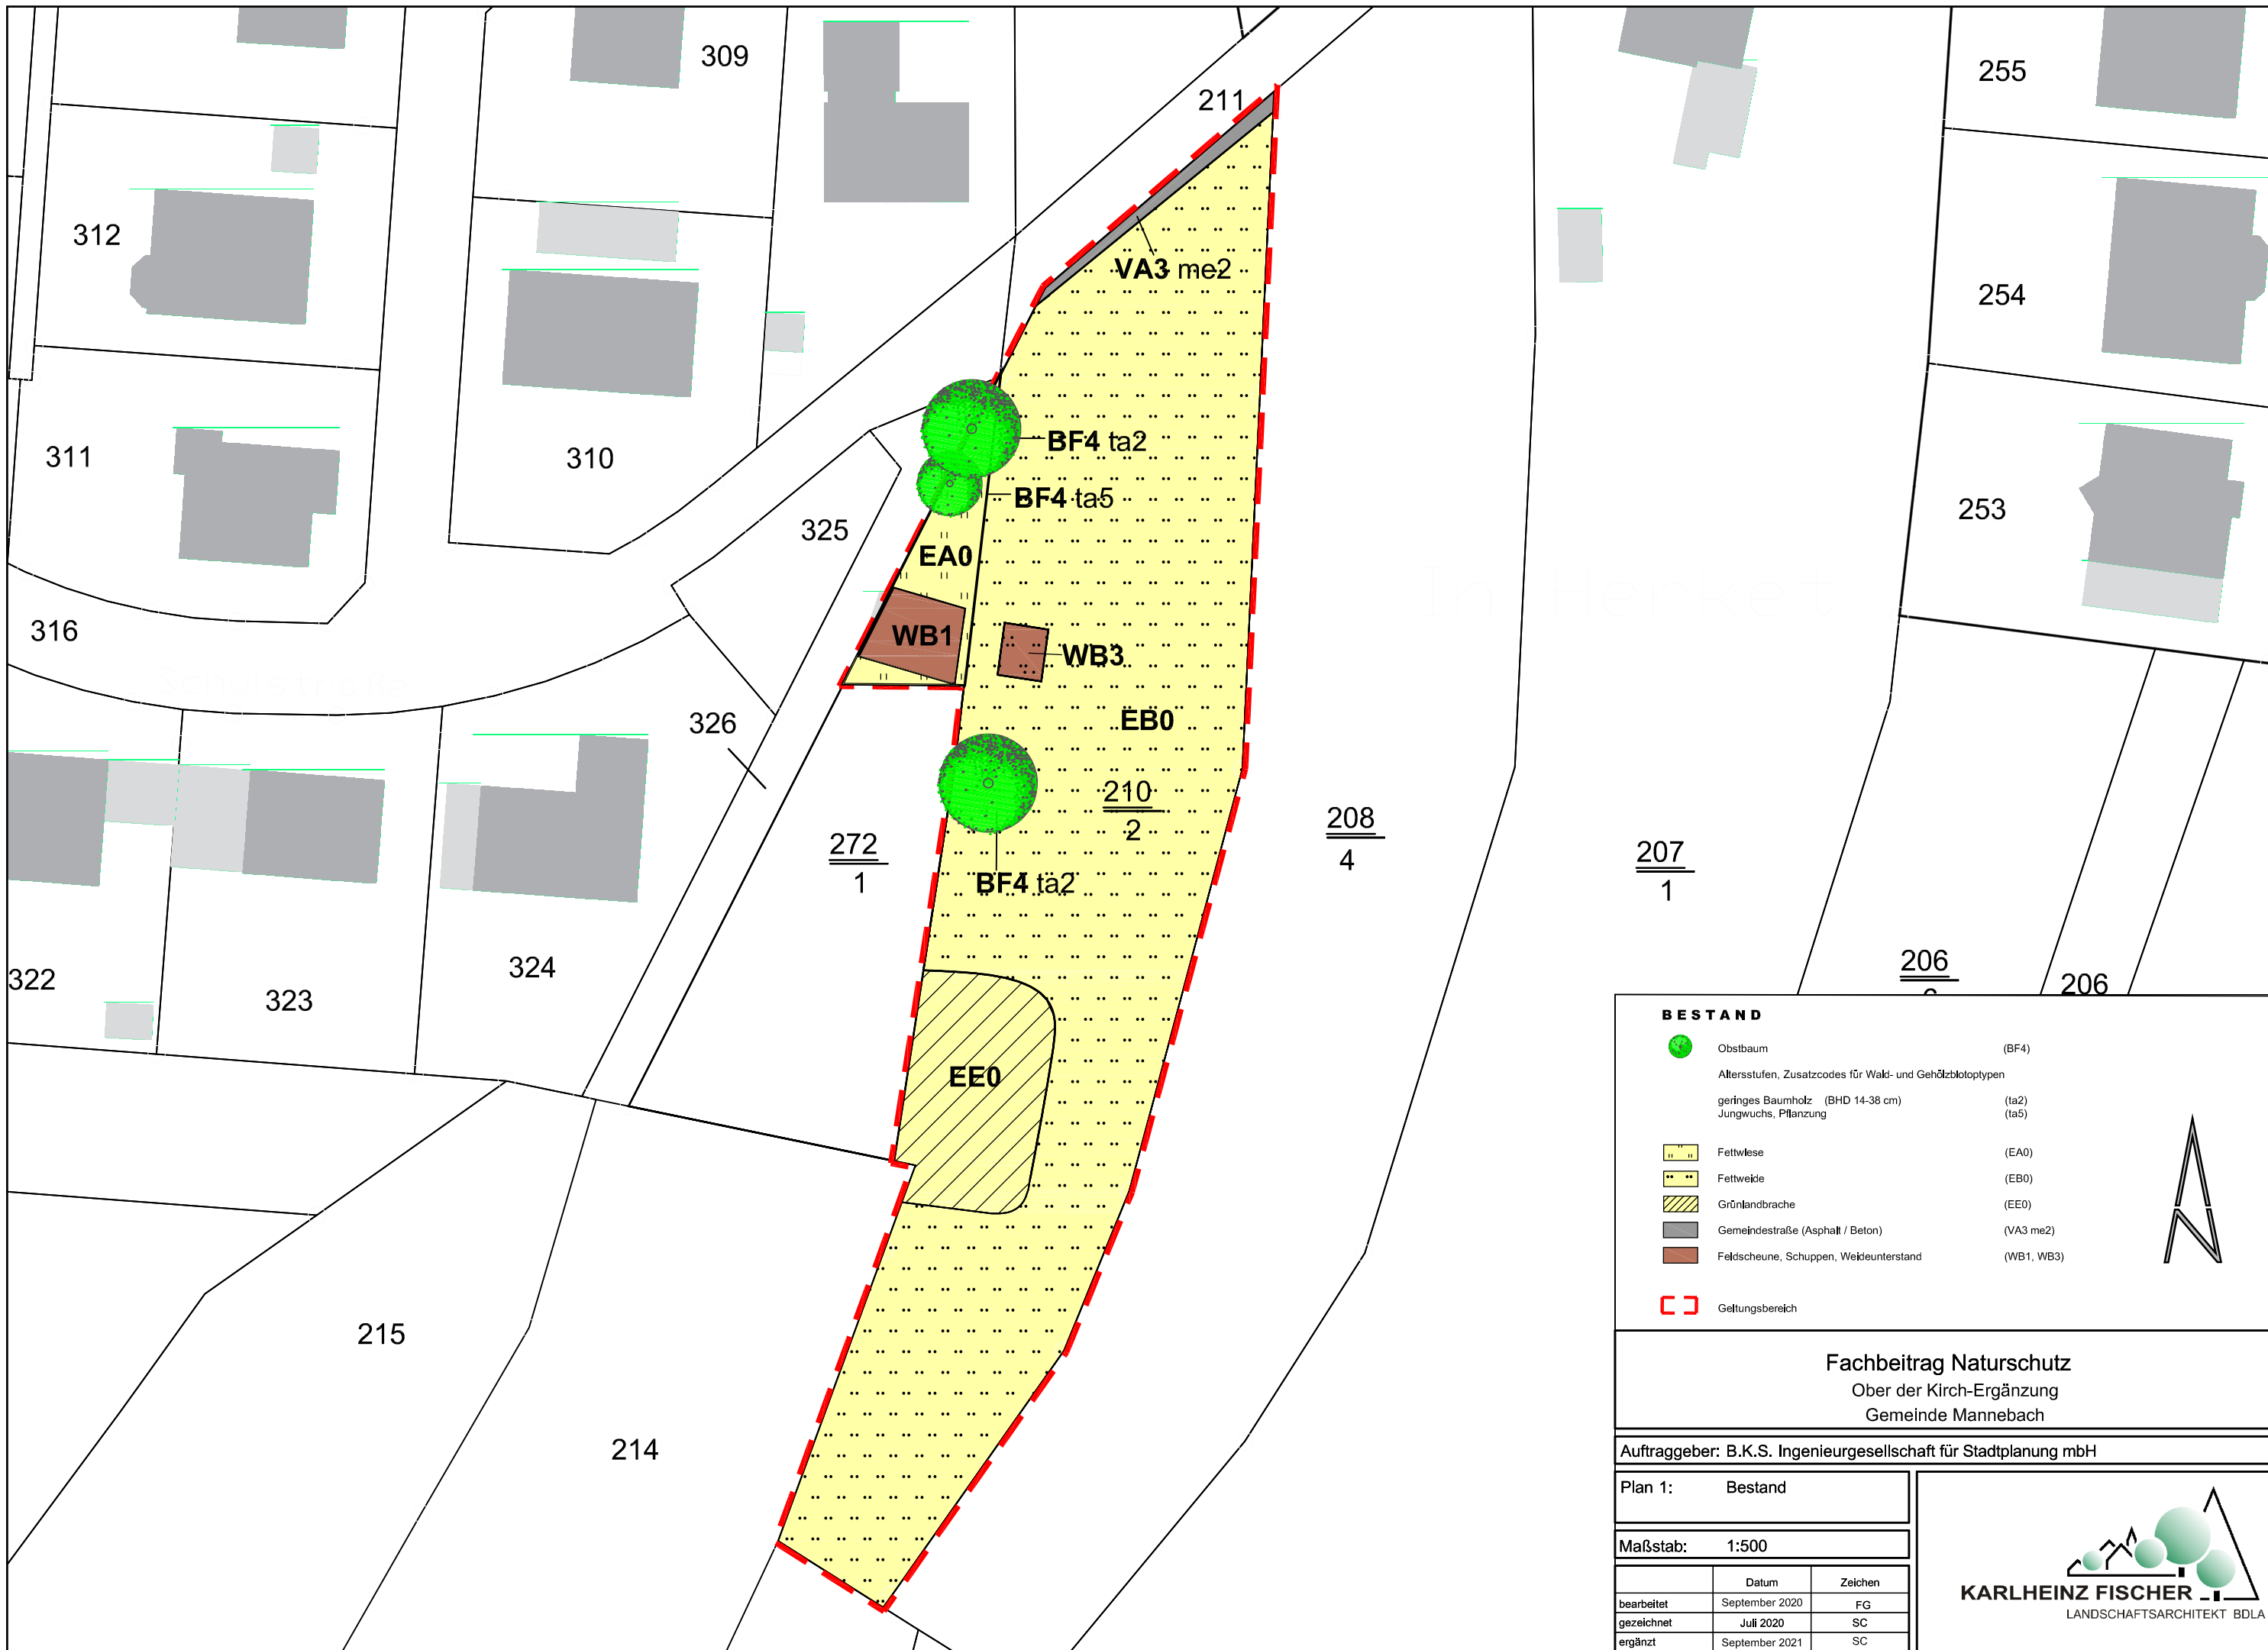 309
211
255
312
VA3 me2
254
311
310
BF4 ta2
BF4 ta5
325
253
EA0
316
WB1
WB3
326
EB0
210
2
208
4
272
1
207
1
BF4 ta2
322
323
324
206
206
EE0
215
214
BESTAND
Obstbaum (BF4)
Altersstufen, Zusatzcodes für Wald- und Gehölzbiotoptypen
geringes Baumholz (BHD 14-38 cm) (ta2)
Jungwuchs, Pflanzung (ta5)
Fettwiese (EA0)
Fettweide (EB0)
Grünlandbrache (EE0)
Gemeindestraße (Asphalt / Beton) (VA3 me2)
Feldscheune, Schuppen, Weideunterstand (WB1, WB3)
Geltungsbereich
N
Fachbeitrag Naturschutz
Ober der Kirch-Ergänzung
Gemeinde Mannebach
Auftraggeber: B.K.S. Ingenieurgesellschaft für Stadtplanung mbH
Plan 1: Bestand
Maßstab: 1:500
Datum Zeichen
bearbeitet September 2020 FG
gezeichnet Juli 2020 SC
ergänzt September 2021 SC
KARLHEINZ FISCHER
LANDSCHAFTSARCHITEKT BDLA